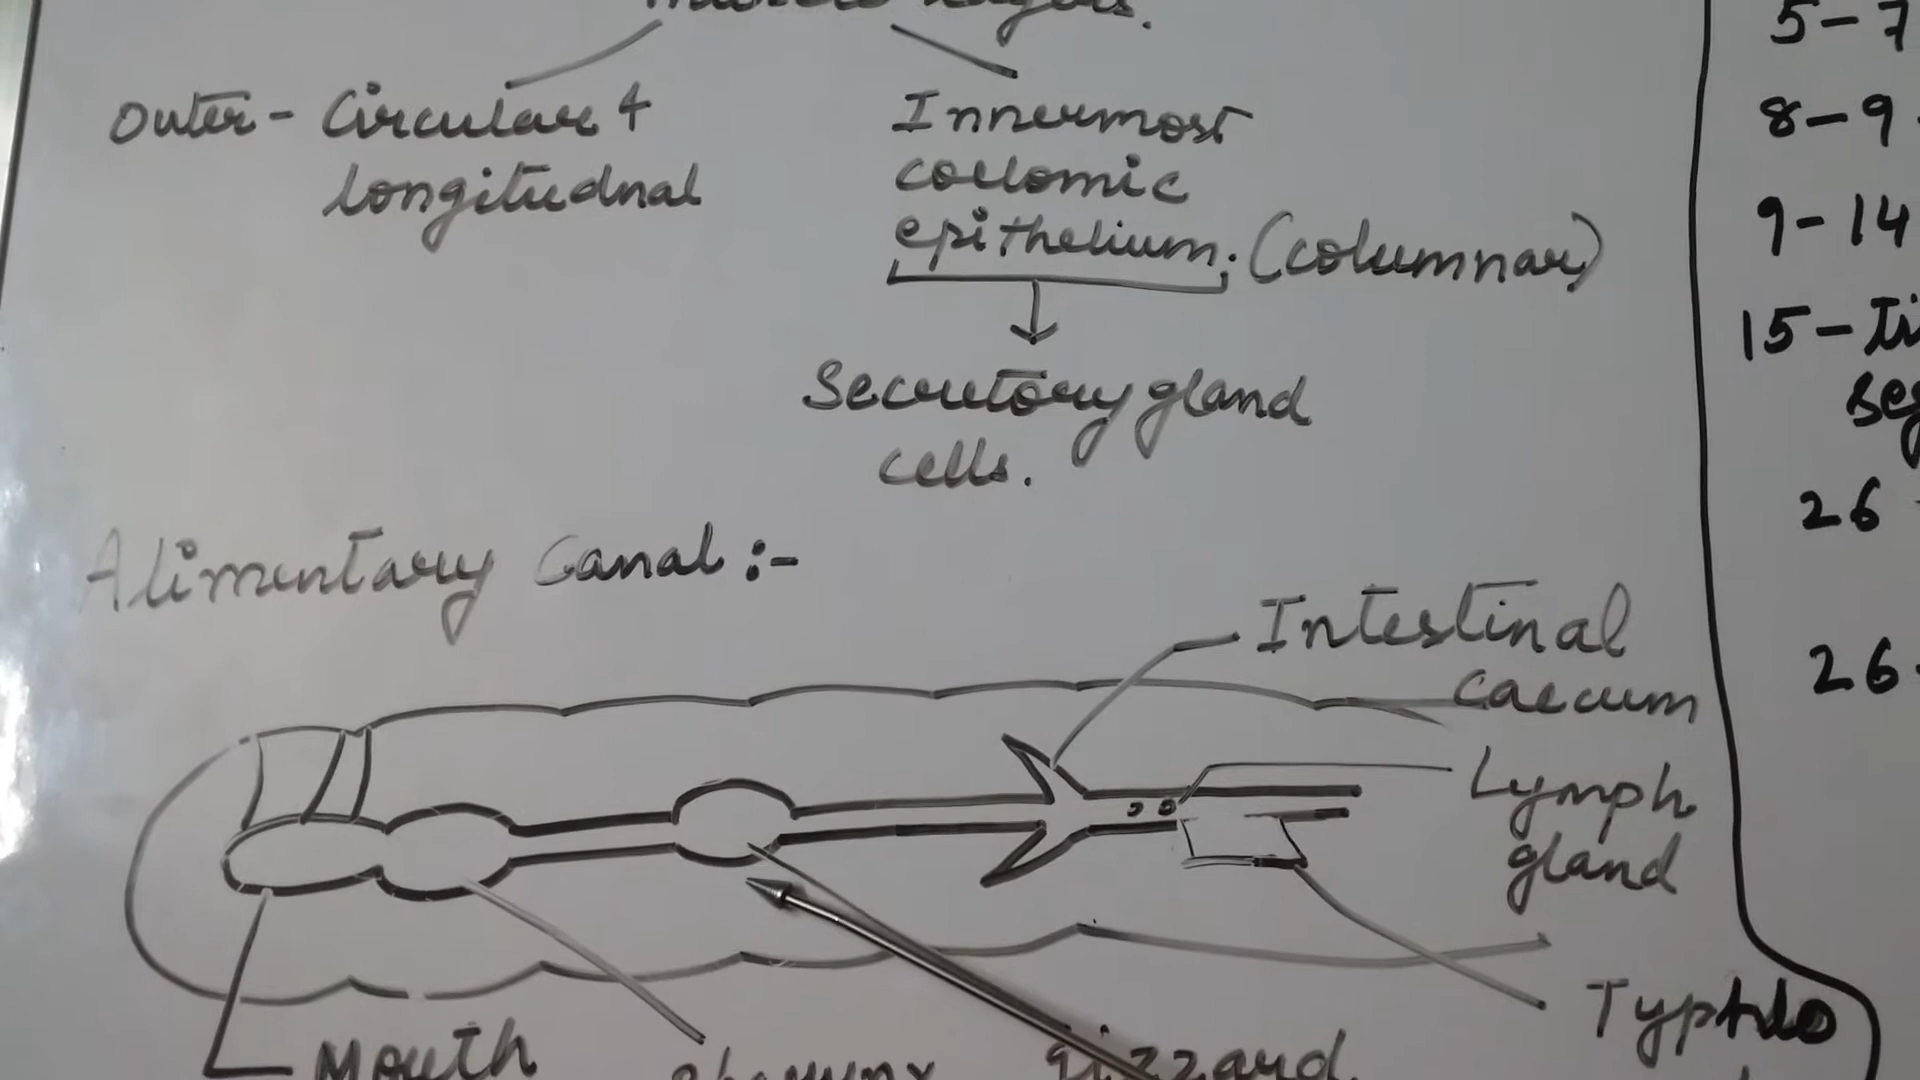 Outer - Circular +
longitudnal
Innermost
coelomic
epithelium. (columnar)
Secretory gland
cells.
Alimentary Canal :-
Intestinal
caecum
Lymph
gland
Mouth
pharynx
gizzard.
5-7
8-9
9-14
15-
26
26-